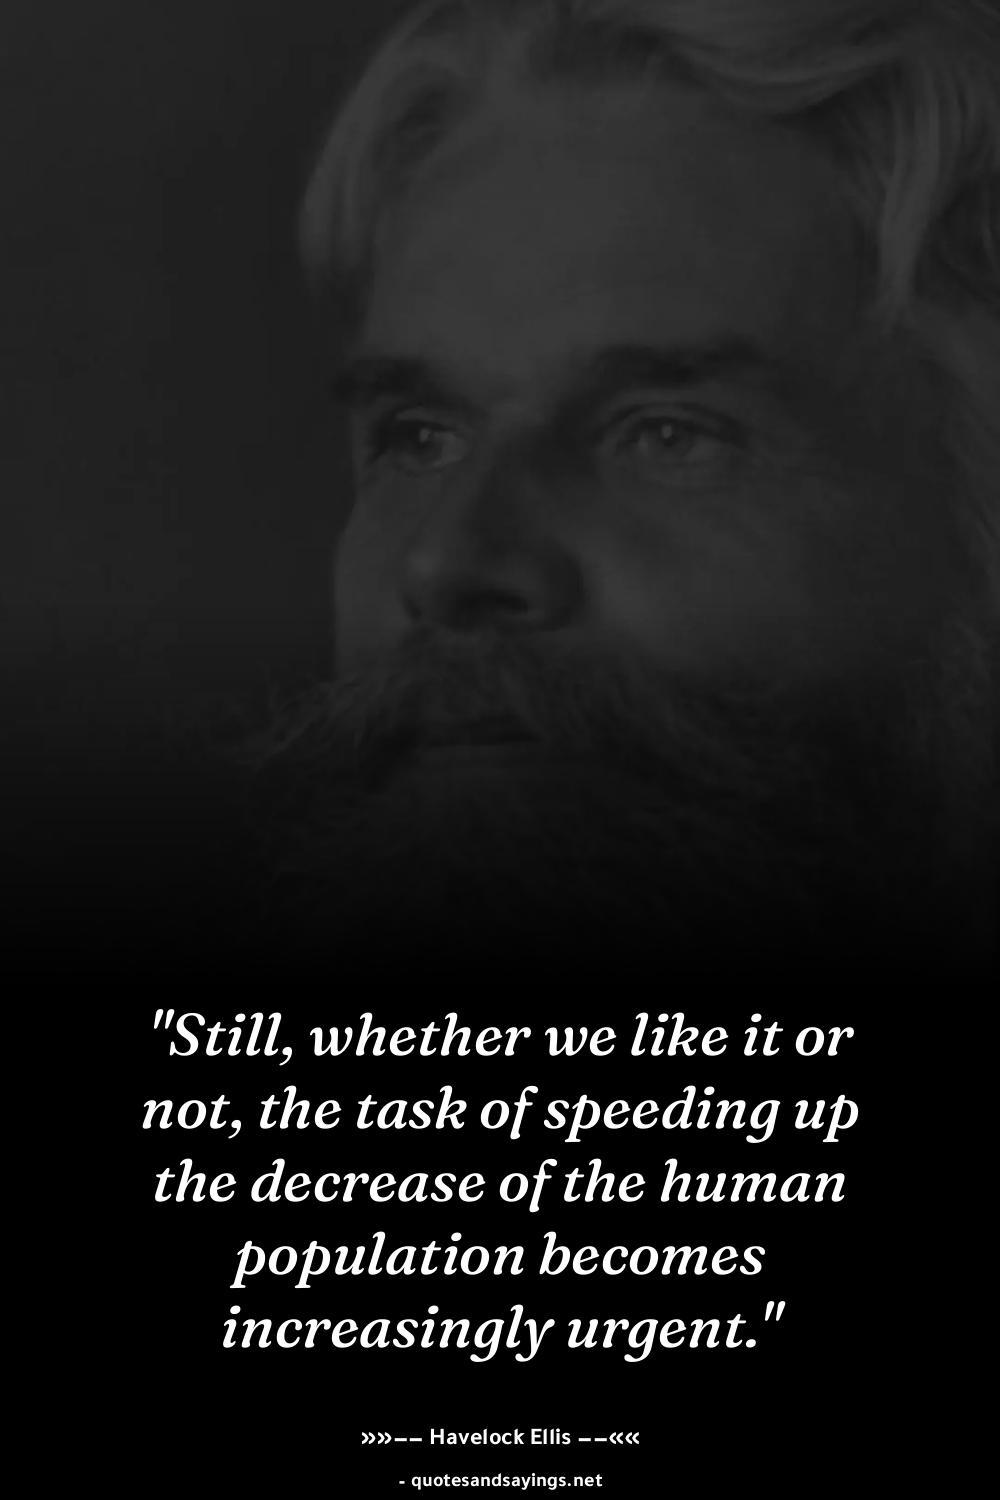 "Still, whether we like it or
not, the task of speeding up
the decrease of the human
population becomes
increasingly urgent."
»»–– Havelock Ellis ––««
- quotesandsayings.net